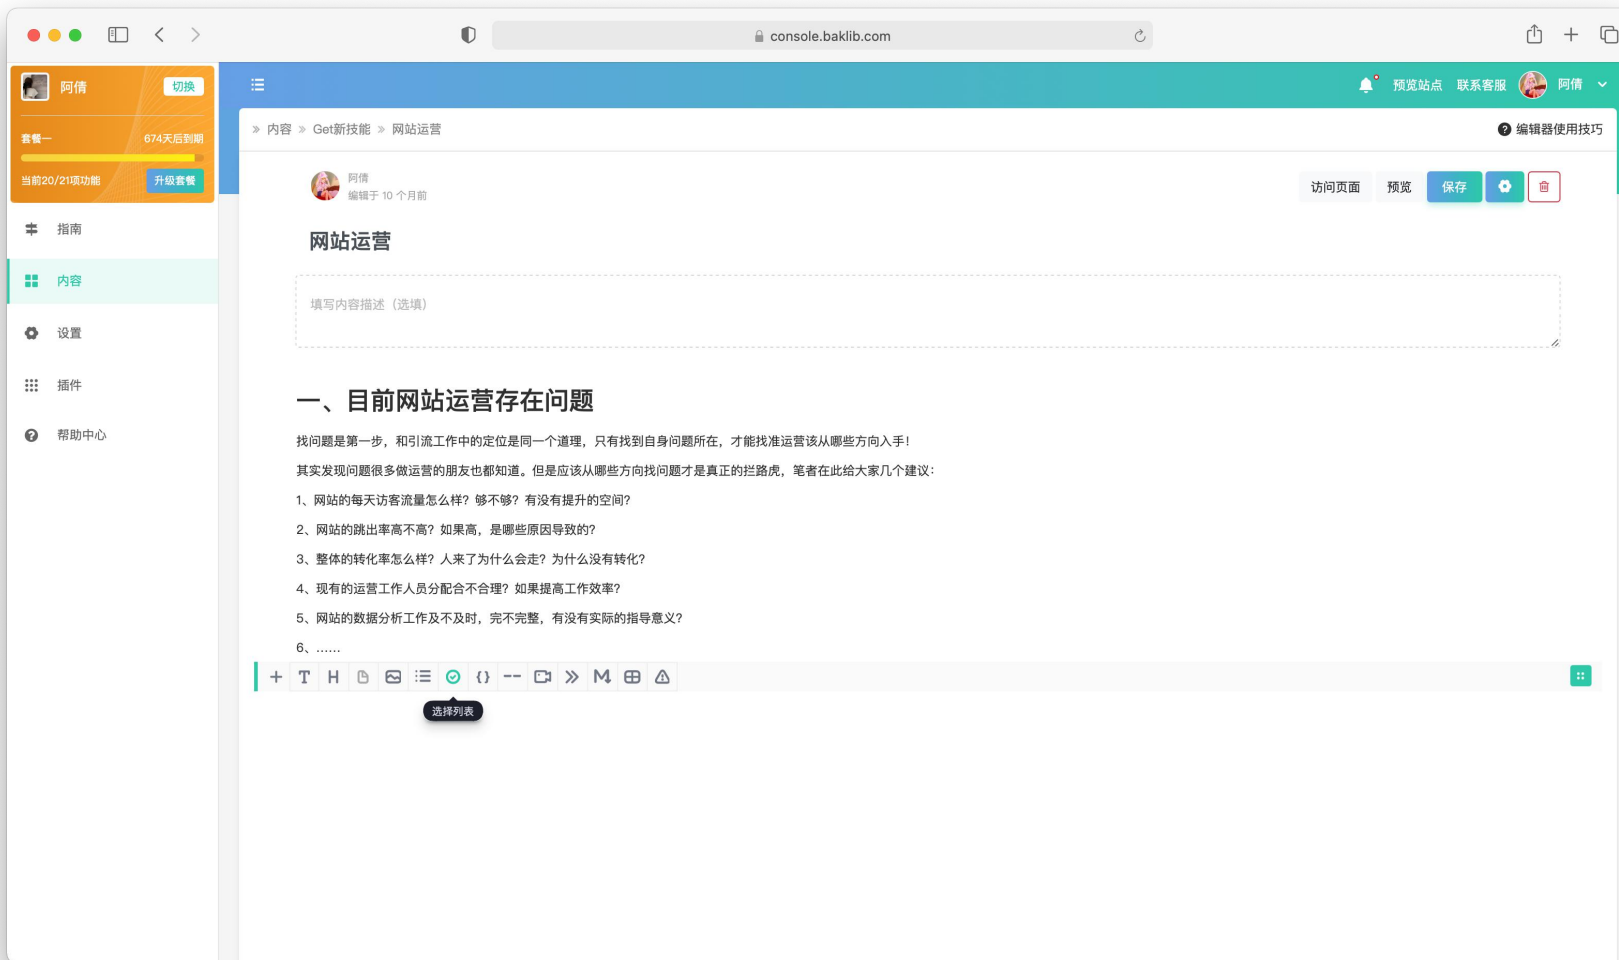 console.baklib.com
阿倩
切换
套餐一
674天后到期
当前20/21项功能
升级套餐
指南
内容
设置
插件
帮助中心
预览站点
联系客服
阿倩
» 内容 » Get新技能 » 网站运营
编辑器使用技巧
阿倩
编辑于 10 个月前
访问页面
预览
保存
网站运营
填写内容描述（选填）
一、目前网站运营存在问题
找问题是第一步，和引流工作中的定位是同一个道理，只有找到自身问题所在，才能找准运营该从哪些方向入手！
其实发现问题很多做运营的朋友也都知道。但是应该从哪些方向找问题才是真正的拦路虎，笔者在此给大家几个建议：
1、网站的每天访客流量怎么样？够不够？有没有提升的空间？
2、网站的跳出率高不高？如果高，是哪些原因导致的？
3、整体的转化率怎么样？人来了为什么会走？为什么没有转化？
4、现有的运营工作人员分配合不合理？如果提高工作效率？
5、网站的数据分析工作及不及时，完不完整，有没有实际的指导意义？
6、……
T H
选择列表